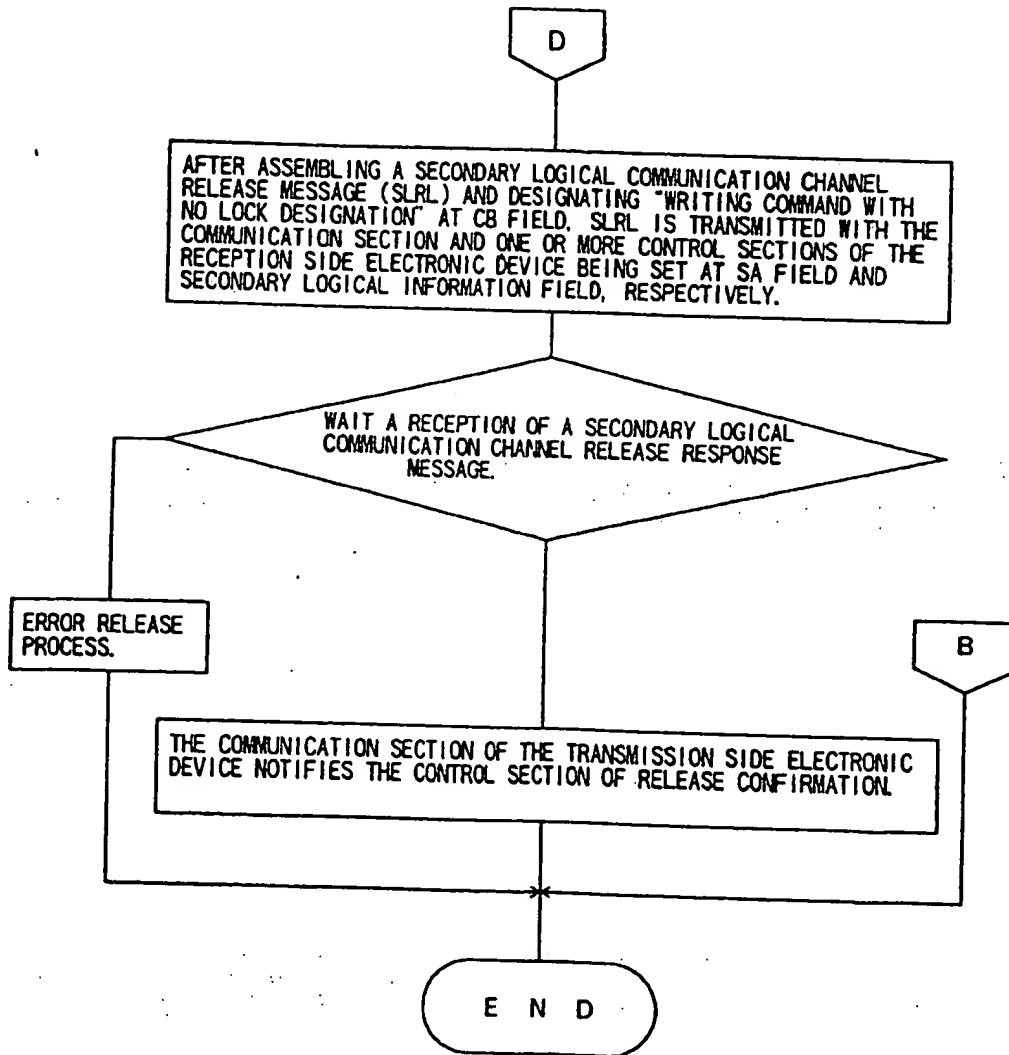 D
AFTER ASSEMBLING A SECONDARY LOGICAL COMMUNICATION CHANNEL
RELEASE MESSAGE (SLRL) AND DESIGNATING "WRITING COMMAND WITH
NO LOCK DESIGNATION" AT CB FIELD, SLRL IS TRANSMITTED WITH THE
COMMUNICATION SECTION AND ONE OR MORE CONTROL SECTIONS OF THE
RECEPTION SIDE ELECTRONIC DEVICE BEING SET AT SA FIELD AND
SECONDARY LOGICAL INFORMATION FIELD, RESPECTIVELY.
WAIT A RECEPTION OF A SECONDARY LOGICAL
COMMUNICATION CHANNEL RELEASE RESPONSE
MESSAGE.
ERROR RELEASE
PROCESS.
B
THE COMMUNICATION SECTION OF THE TRANSMISSION SIDE ELECTRONIC
DEVICE NOTIFIES THE CONTROL SECTION OF RELEASE CONFIRMATION.
E N D